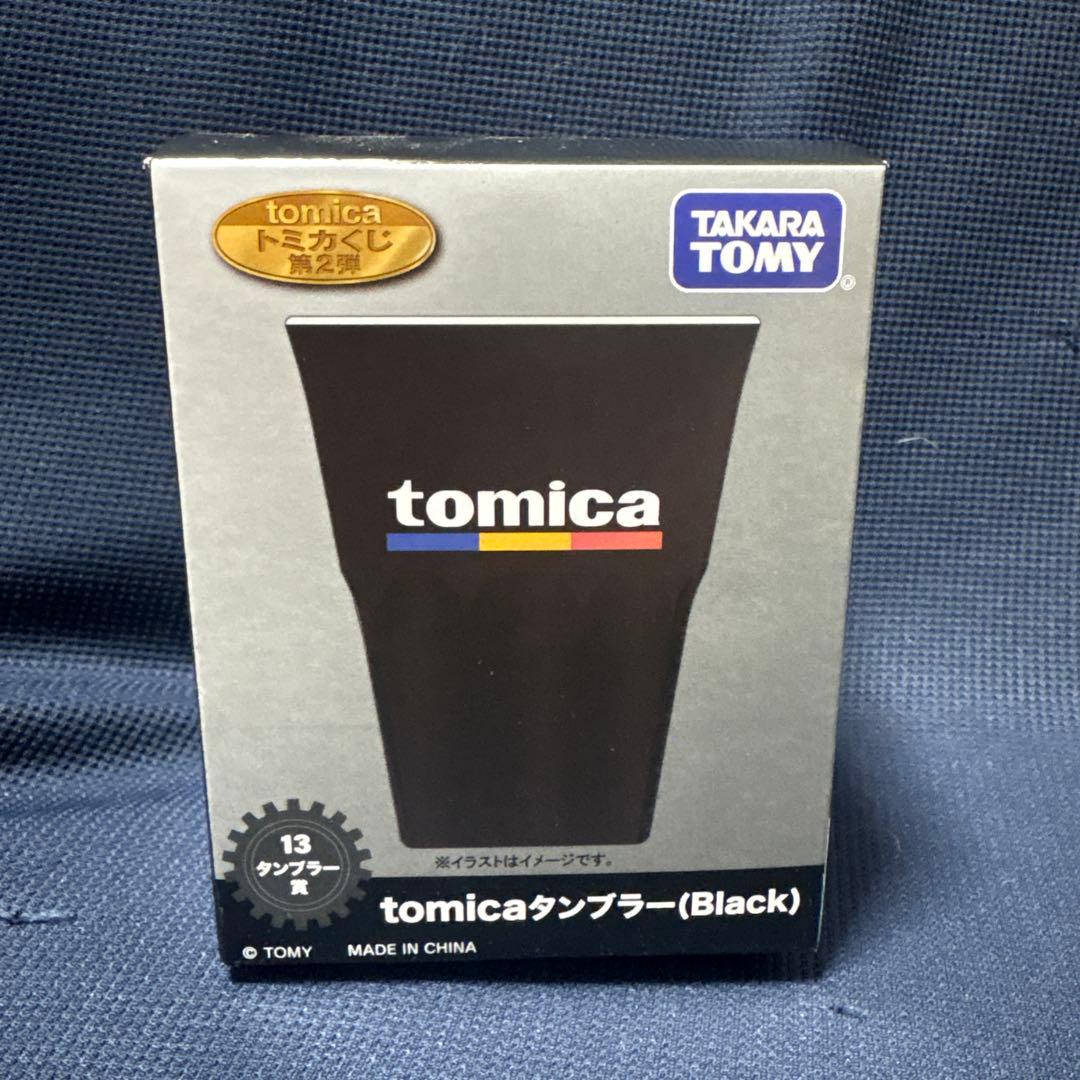 tomica
トミカくじ
第2弾
TAKARA
TOMY
®
tomica
※イラストはイメージです。
13
タンブラー
賞
tomicaタンブラー(Black)
© TOMY MADE IN CHINA